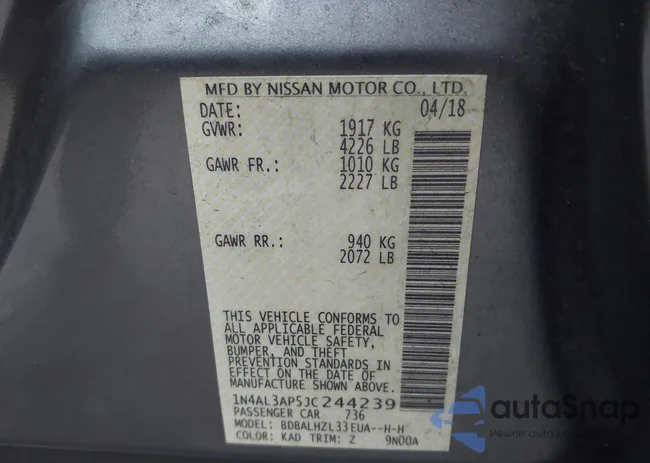 MFD BY NISSAN MOTOR CO., LTD.
DATE: 04/18
GVWR: 1917 KG
4226 LB
GAWR FR.: 1010 KG
2227 LB
GAWR RR.: 940 KG
2072 LB
THIS VEHICLE CONFORMS TO
ALL APPLICABLE FEDERAL
MOTOR VEHICLE SAFETY,
BUMPER, AND THEFT
PREVENTION STANDARDS IN
EFFECT ON THE DATE OF
MANUFACTURE SHOWN ABOVE.
1N4AL3AP5JC244239
PASSENGER CAR 736
MODEL: BDBALHZL33EUA--H-H
COLOR: KAD TRIM: Z 9N00A
autoSnap
Pewne auto